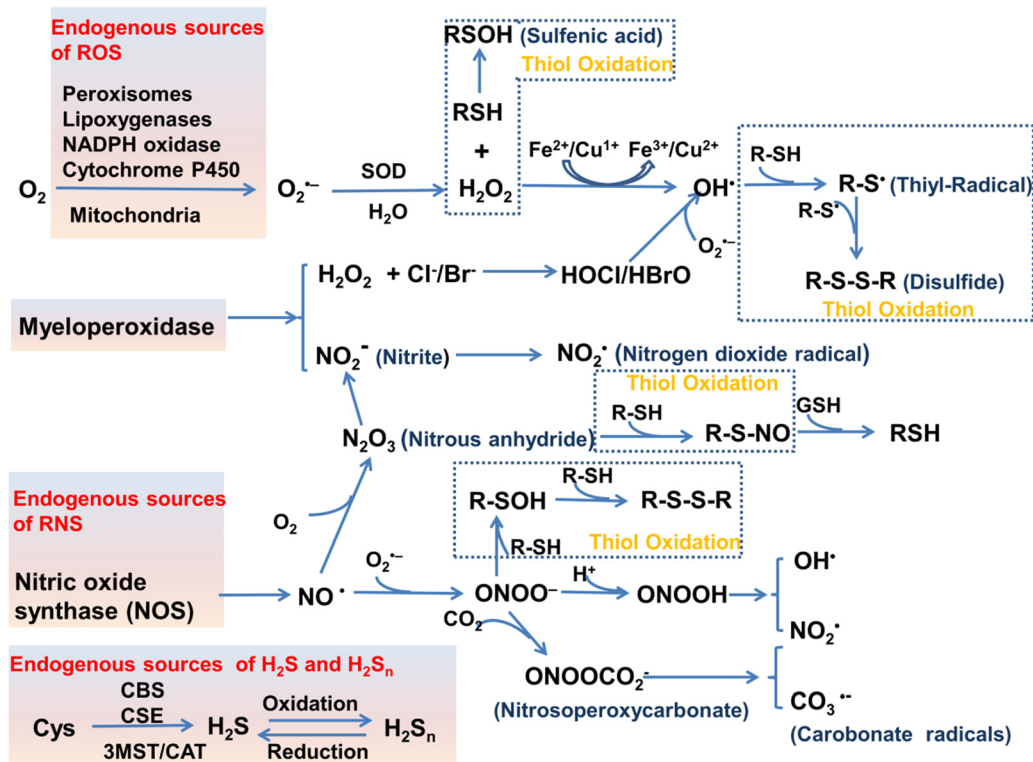 Endogenous sources
of ROS
Peroxisomes
Lipoxygenases
NADPH oxidase
Cytochrome P450
Mitochondria
O₂
O₂•−
SOD
H₂O
RSOH (Sulfenic acid)
Thiol Oxidation
RSH
+
H₂O₂
Fe²⁺/Cu¹⁺
Fe³⁺/Cu²⁺
OH•
R-SH
R-S• (Thiyl-Radical)
R-S•
R-S-S-R (Disulfide)
Thiol Oxidation
O₂•−
Myeloperoxidase
H₂O₂ + Cl⁻/Br⁻
HOCl/HBrO
NO₂⁻ (Nitrite)
NO₂• (Nitrogen dioxide radical)
N₂O₃ (Nitrous anhydride)
Thiol Oxidation
R-SH
R-S-NO
GSH
RSH
Endogenous sources
of RNS
Nitric oxide
synthase (NOS)
O₂
NO•
O₂•−
ONOO−
R-SH
R-SOH
R-SH
R-S-S-R
Thiol Oxidation
H⁺
ONOOH
OH•
NO₂•
CO₂
ONOOCO₂⁻
(Nitrosoperoxycarbonate)
NO₂•
CO₃•-
(Carobonate radicals)
Endogenous sources of H₂S and H₂Sₙ
Cys
CBS
CSE
3MST/CAT
H₂S
Oxidation
Reduction
H₂Sₙ